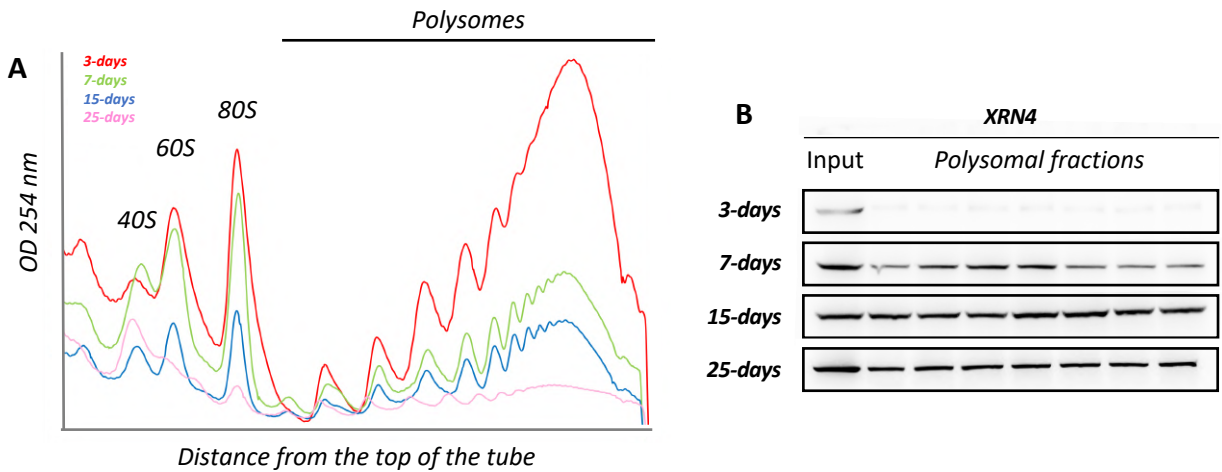 Polysomes
A
3-days
7-days
15-days
25-days
80S
60S
40S
OD 254 nm
Distance from the top of the tube
B
XRN4
Input Polysomal fractions
3-days
7-days
15-days
25-days